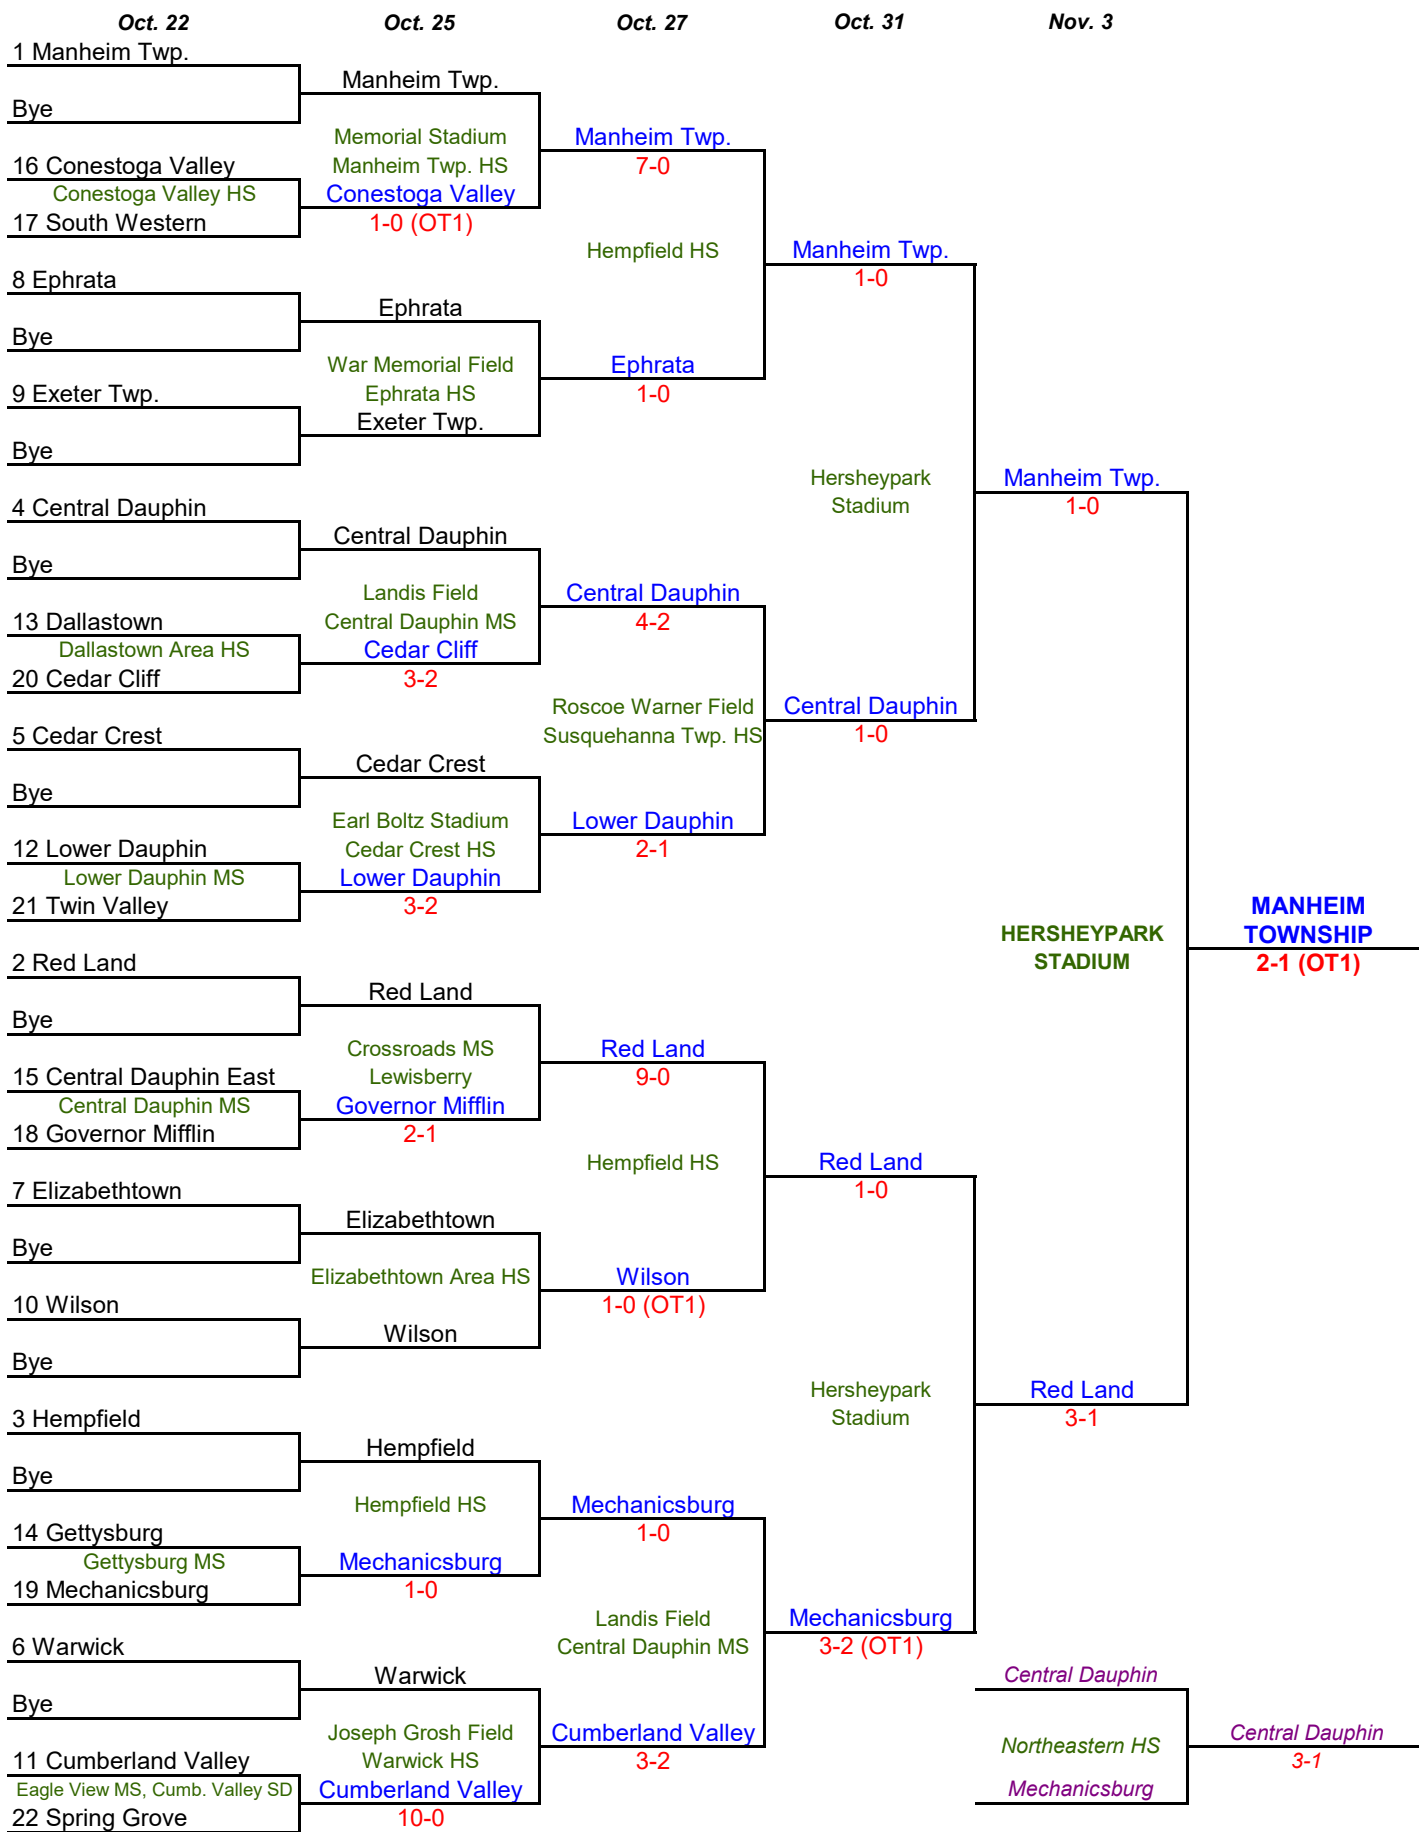 Oct. 22
Oct. 25
Oct. 27
Oct. 31
Nov. 3
1 Manheim Twp.
Bye
16 Conestoga Valley
Conestoga Valley HS
17 South Western
8 Ephrata
Bye
9 Exeter Twp.
Bye
4 Central Dauphin
Bye
13 Dallastown
Dallastown Area HS
20 Cedar Cliff
5 Cedar Crest
Bye
12 Lower Dauphin
Lower Dauphin MS
21 Twin Valley
2 Red Land
Bye
15 Central Dauphin East
Central Dauphin MS
18 Governor Mifflin
7 Elizabethtown
Bye
10 Wilson
Bye
3 Hempfield
Bye
14 Gettysburg
Gettysburg MS
19 Mechanicsburg
6 Warwick
Bye
11 Cumberland Valley
Eagle View MS, Cumb. Valley SD
22 Spring Grove
Manheim Twp.
Memorial Stadium
Manheim Twp. HS
Conestoga Valley
1-0 (OT1)
Ephrata
War Memorial Field
Ephrata HS
Exeter Twp.
Central Dauphin
Landis Field
Central Dauphin MS
Cedar Cliff
3-2
Cedar Crest
Earl Boltz Stadium
Cedar Crest HS
Lower Dauphin
3-2
Red Land
Crossroads MS
Lewisberry
Governor Mifflin
2-1
Elizabethtown
Elizabethtown Area HS
Wilson
Hempfield
Hempfield HS
Mechanicsburg
1-0
Warwick
Joseph Grosh Field
Warwick HS
Cumberland Valley
10-0
Manheim Twp.
7-0
Hempfield HS
Ephrata
1-0
Central Dauphin
4-2
Roscoe Warner Field
Susquehanna Twp. HS
Lower Dauphin
2-1
Red Land
9-0
Hempfield HS
Wilson
1-0 (OT1)
Mechanicsburg
1-0
Landis Field
Central Dauphin MS
Cumberland Valley
3-2
Manheim Twp.
1-0
Hersheypark
Stadium
Central Dauphin
1-0
Red Land
1-0
Hersheypark
Stadium
Mechanicsburg
3-2 (OT1)
Manheim Twp.
1-0
HERSHEYPARK
STADIUM
Red Land
3-1
MANHEIM
TOWNSHIP
2-1 (OT1)
Central Dauphin
Northeastern HS
Mechanicsburg
Central Dauphin
3-1